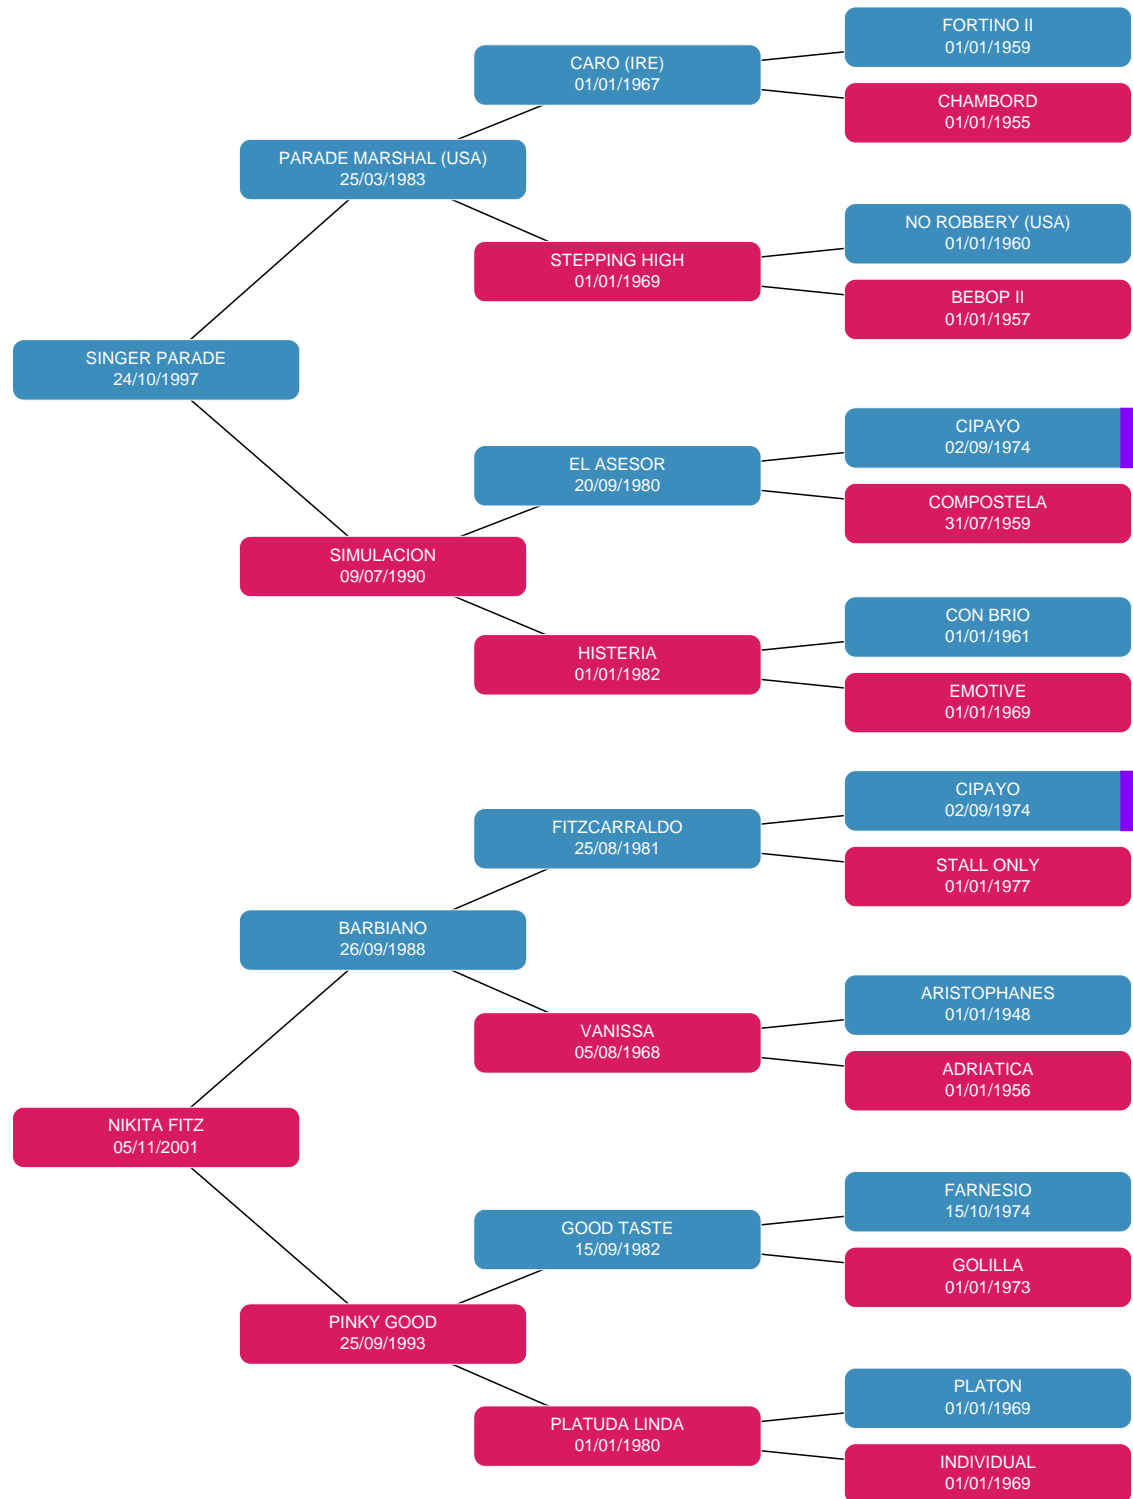 FORTINO II
01/01/1959
CARO (IRE)
01/01/1967
CHAMBORD
01/01/1955
PARADE MARSHAL (USA)
25/03/1983
NO ROBBERY (USA)
01/01/1960
STEPPING HIGH
01/01/1969
BEBOP II
01/01/1957
SINGER PARADE
24/10/1997
CIPAYO
02/09/1974
EL ASESOR
20/09/1980
COMPOSTELA
31/07/1959
SIMULACION
09/07/1990
CON BRIO
01/01/1961
HISTERIA
01/01/1982
EMOTIVE
01/01/1969
CIPAYO
02/09/1974
FITZCARRALDO
25/08/1981
STALL ONLY
01/01/1977
BARBIANO
26/09/1988
ARISTOPHANES
01/01/1948
VANISSA
05/08/1968
ADRIATICA
01/01/1956
NIKITA FITZ
05/11/2001
FARNESIO
15/10/1974
GOOD TASTE
15/09/1982
GOLILLA
01/01/1973
PINKY GOOD
25/09/1993
PLATON
01/01/1969
PLATUDA LINDA
01/01/1980
INDIVIDUAL
01/01/1969